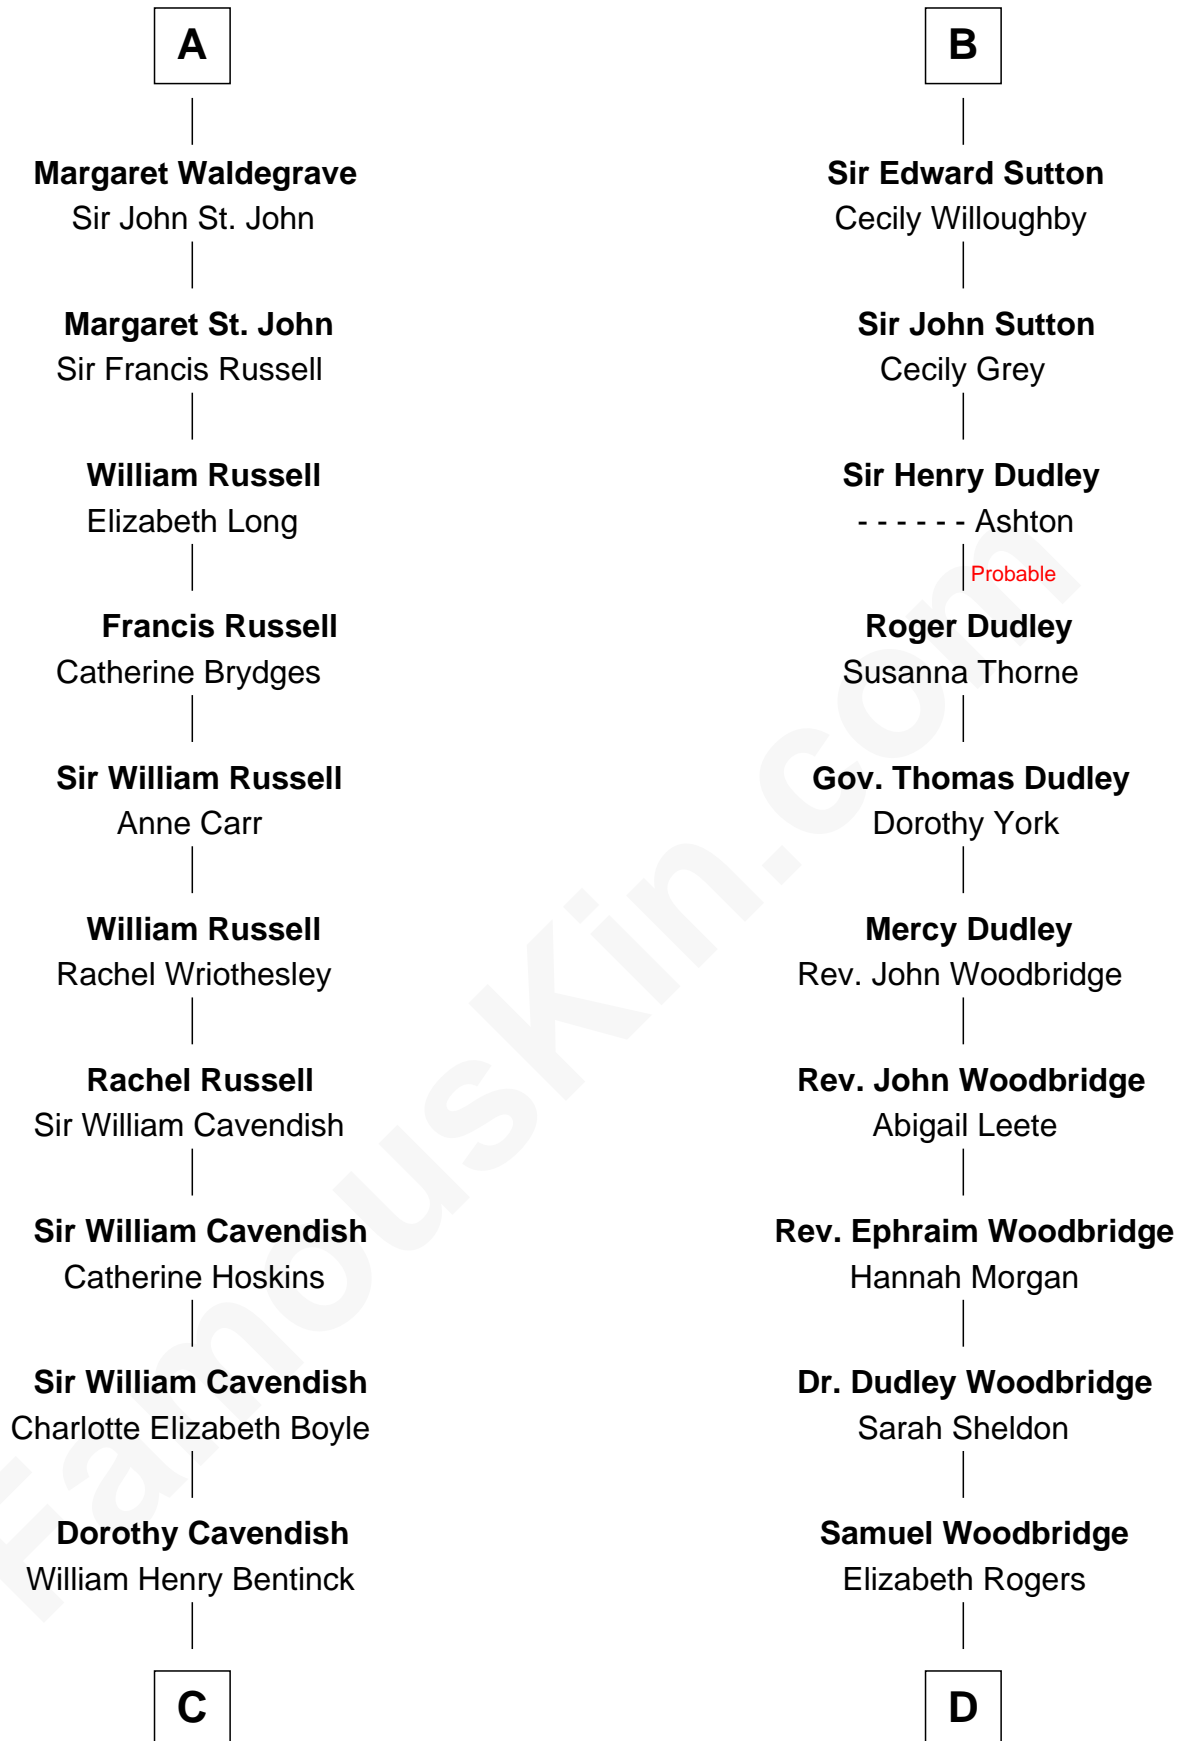 A
Margaret Waldegrave
Sir John St. John
Margaret St. John
Sir Francis Russell
William Russell
Elizabeth Long
Francis Russell
Catherine Brydges
Sir William Russell
Anne Carr
William Russell
Rachel Wriothesley
Rachel Russell
Sir William Cavendish
Sir William Cavendish
Catherine Hoskins
Sir William Cavendish
Charlotte Elizabeth Boyle
Dorothy Cavendish
William Henry Bentinck
C
B
Sir Edward Sutton
Cecily Willoughby
Sir John Sutton
Cecily Grey
Sir Henry Dudley
- - - - - - Ashton
Probable
Roger Dudley
Susanna Thorne
Gov. Thomas Dudley
Dorothy York
Mercy Dudley
Rev. John Woodbridge
Rev. John Woodbridge
Abigail Leete
Rev. Ephraim Woodbridge
Hannah Morgan
Dr. Dudley Woodbridge
Sarah Sheldon
Samuel Woodbridge
Elizabeth Rogers
D
FamousKin.com